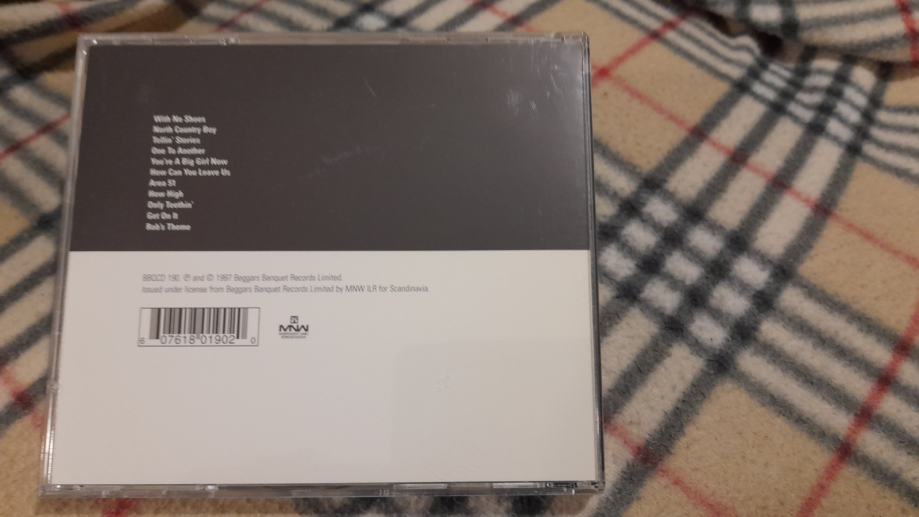 With No Shoes
North Country Boy
Tellin' Stories
One To Another
You're A Big Girl Now
How Can You Leave Us
Area 51
How High
Only Teethin'
Get On It
Rob's Theme
BBQCD 190. ℗ and © 1997 Beggars Banquet Records Limited.
Issued under license from Beggars Banquet Records Limited by MNW ILR for Scandinavia.
6 07618 01902 0
MNW